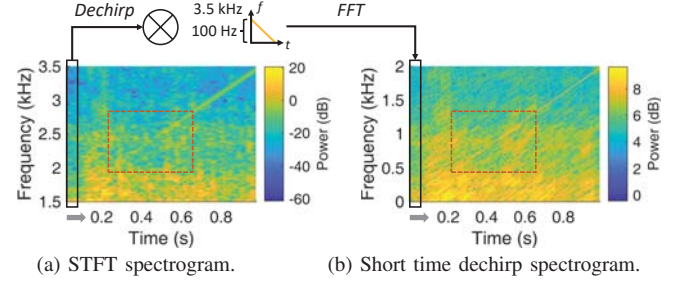 Dechirp
3.5 kHz
100 Hz
f
t
FFT
Frequency (kHz)
3.5
3
2.5
2
1.5
0.2 0.4 0.6 0.8
Time (s)
20
0
-20
-40
-60
Power (dB)
Frequency (kHz)
2
1.5
1
0.5
0
0.2 0.4 0.6 0.8
Time (s)
8
6
4
2
0
Power (dB)
(a) STFT spectrogram.
(b) Short time dechirp spectrogram.